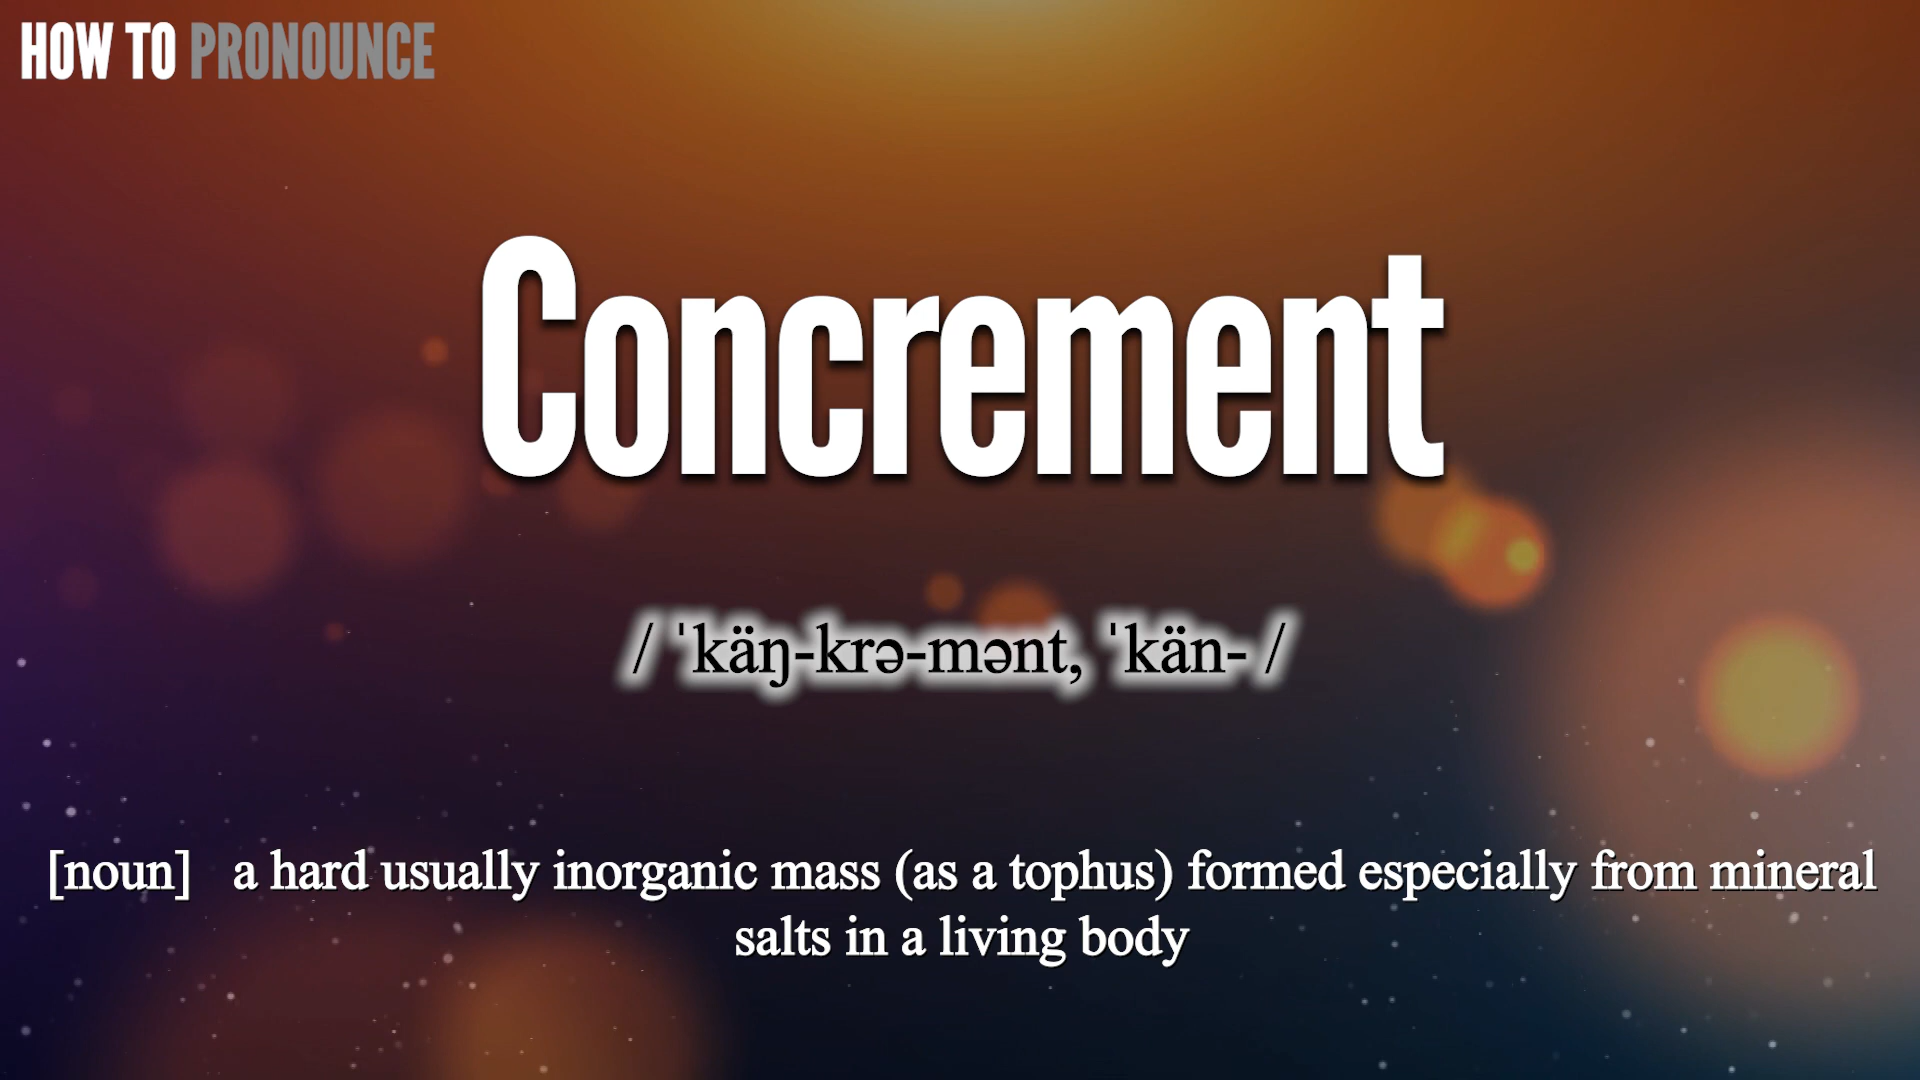 HOW TO PRONOUNCE
Concrement
/ ˈkäŋ-krə-mənt, ˈkän- /
[noun] a hard usually inorganic mass (as a tophus) formed especially from mineral
salts in a living body